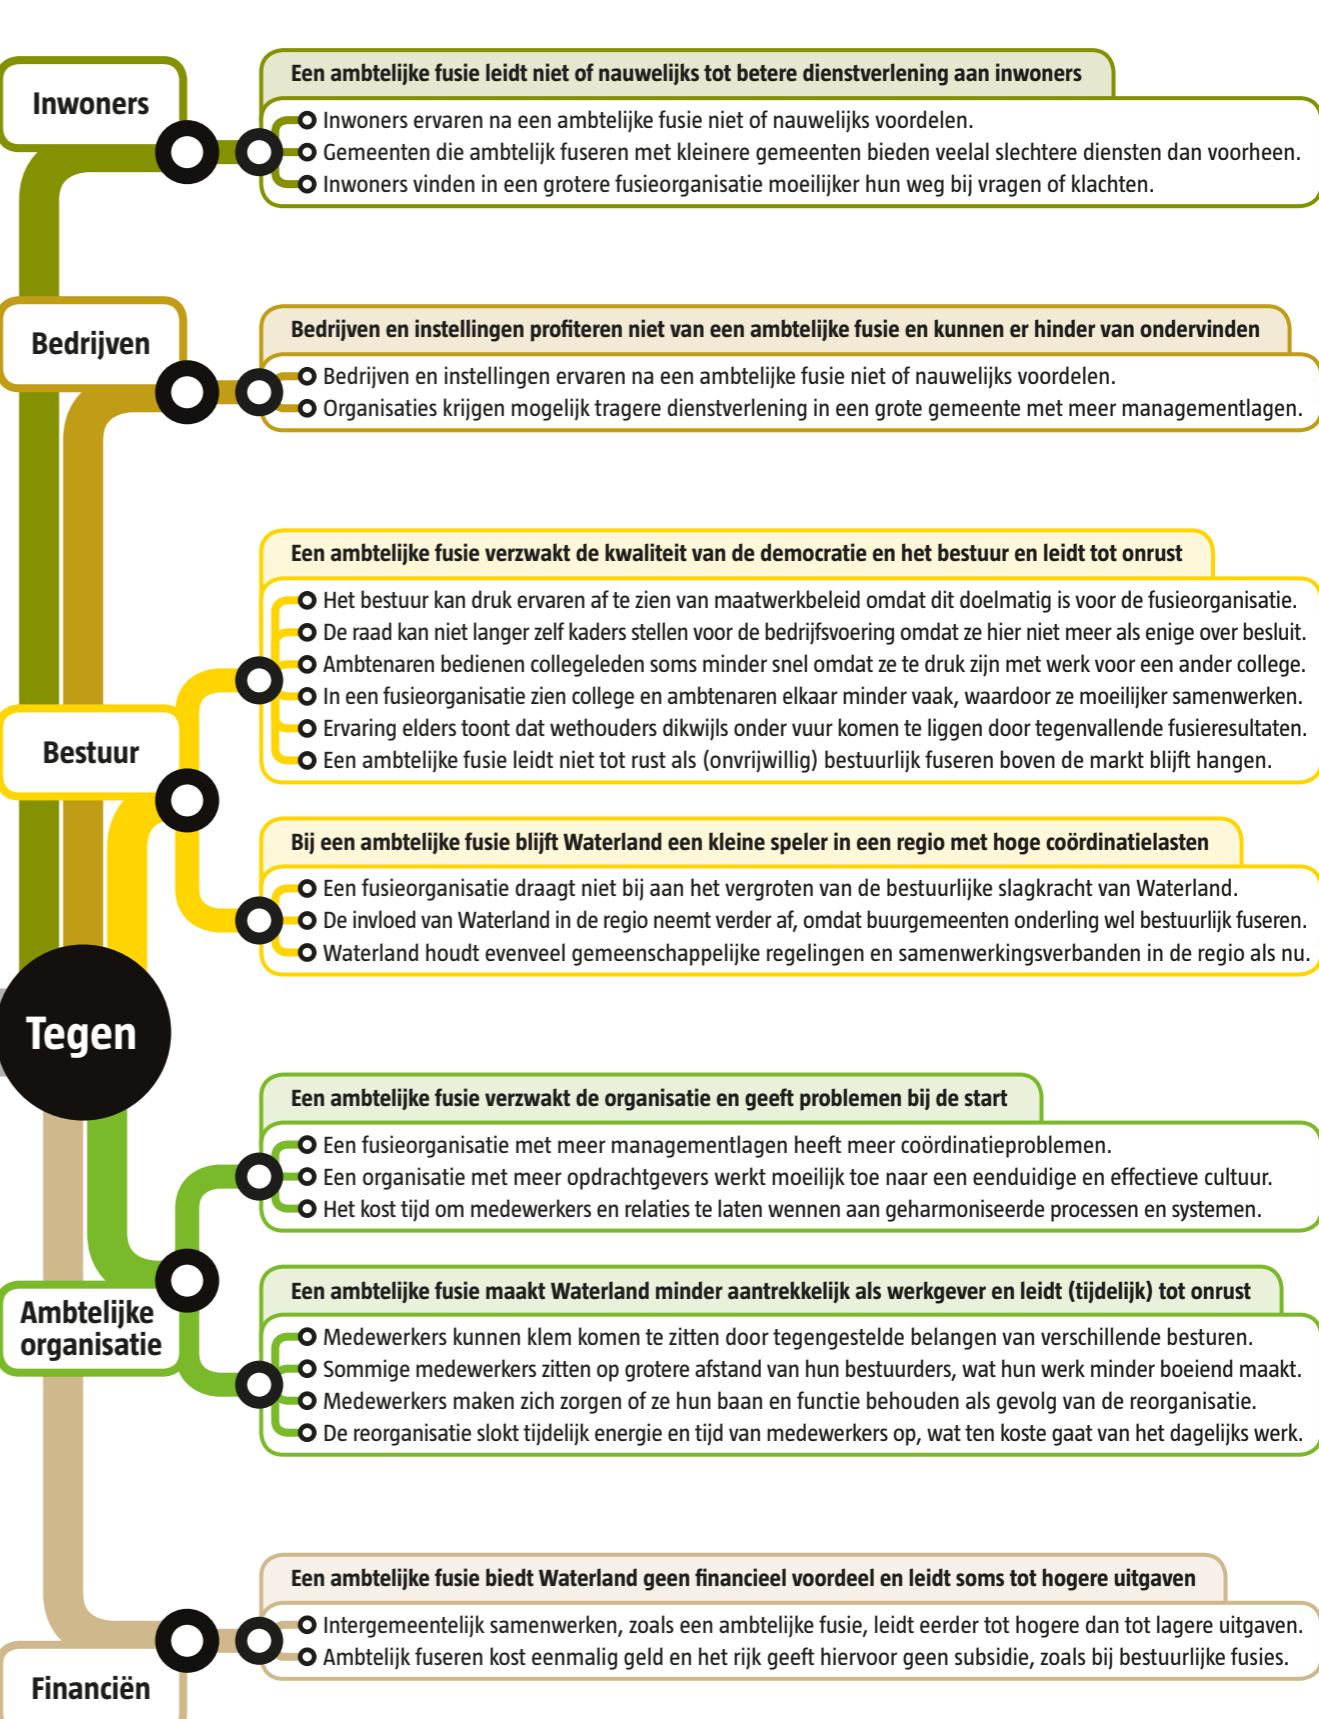 Inwoners
Een ambtelijke fusie leidt niet of nauwelijks tot betere dienstverlening aan inwoners
Inwoners ervaren na een ambtelijke fusie niet of nauwelijks voordelen.
Gemeenten die ambtelijk fuseren met kleinere gemeenten bieden veelal slechtere diensten dan voorheen.
Inwoners vinden in een grotere fusieorganisatie moeilijker hun weg bij vragen of klachten.
Bedrijven
Bedrijven en instellingen profiteren niet van een ambtelijke fusie en kunnen er hinder van ondervinden
Bedrijven en instellingen ervaren na een ambtelijke fusie niet of nauwelijks voordelen.
Organisaties krijgen mogelijk tragere dienstverlening in een grote gemeente met meer managementlagen.
Bestuur
Een ambtelijke fusie verzwakt de kwaliteit van de democratie en het bestuur en leidt tot onrust
Het bestuur kan druk ervaren af te zien van maatwerkbeleid omdat dit doelmatig is voor de fusieorganisatie.
De raad kan niet langer zelf kaders stellen voor de bedrijfsvoering omdat ze hier niet meer als enige over besluit.
Ambtenaren bedienen collegeleden soms minder snel omdat ze te druk zijn met werk voor een ander college.
In een fusieorganisatie zien college en ambtenaren elkaar minder vaak, waardoor ze moeilijker samenwerken.
Ervaring elders toont dat wethouders dikwijls onder vuur komen te liggen door tegenvallende fusieresultaten.
Een ambtelijke fusie leidt niet tot rust als (onvrijwillig) bestuurlijk fuseren boven de markt blijft hangen.
Bij een ambtelijke fusie blijft Waterland een kleine speler in een regio met hoge coördinatielasten
Een fusieorganisatie draagt niet bij aan het vergroten van de bestuurlijke slagkracht van Waterland.
De invloed van Waterland in de regio neemt verder af, omdat buurgemeenten onderling wel bestuurlijk fuseren.
Waterland houdt evenveel gemeenschappelijke regelingen en samenwerkingsverbanden in de regio als nu.
Tegen
Ambtelijke
organisatie
Een ambtelijke fusie verzwakt de organisatie en geeft problemen bij de start
Een fusieorganisatie met meer managementlagen heeft meer coördinatieproblemen.
Een organisatie met meer opdrachtgevers werkt moeilijk toe naar een eenduidige en effectieve cultuur.
Het kost tijd om medewerkers en relaties te laten wennen aan geharmoniseerde processen en systemen.
Een ambtelijke fusie maakt Waterland minder aantrekkelijk als werkgever en leidt (tijdelijk) tot onrust
Medewerkers kunnen klem komen te zitten door tegengestelde belangen van verschillende besturen.
Sommige medewerkers zitten op grotere afstand van hun bestuurders, wat hun werk minder boeiend maakt.
Medewerkers maken zich zorgen of ze hun baan en functie behouden als gevolg van de reorganisatie.
De reorganisatie slokt tijdelijk energie en tijd van medewerkers op, wat ten koste gaat van het dagelijks werk.
Financiën
Een ambtelijke fusie biedt Waterland geen financieel voordeel en leidt soms tot hogere uitgaven
Intergemeentelijk samenwerken, zoals een ambtelijke fusie, leidt eerder tot hogere dan tot lagere uitgaven.
Ambtelijk fuseren kost eenmalig geld en het rijk geeft hiervoor geen subsidie, zoals bij bestuurlijke fusies.